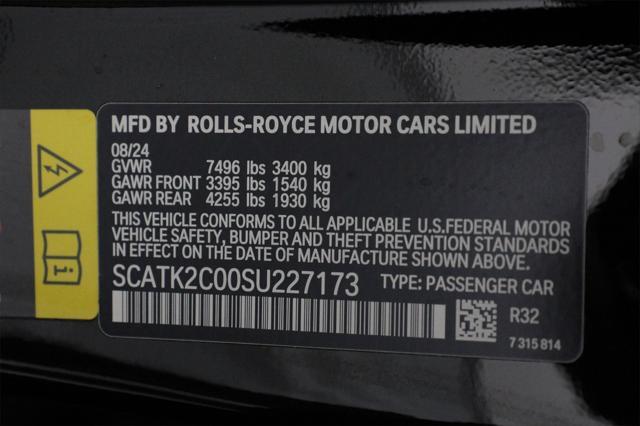 MFD BY ROLLS-ROYCE MOTOR CARS LIMITED
08/24
GVWR 7496 lbs 3400 kg
GAWR FRONT 3395 lbs 1540 kg
GAWR REAR 4255 lbs 1930 kg
THIS VEHICLE CONFORMS TO ALL APPLICABLE U.S.FEDERAL MOTOR
VEHICLE SAFETY, BUMPER AND THEFT PREVENTION STANDARDS
IN EFFECT ON THE DATE OF MANUFACTURE SHOWN ABOVE.
SCATK2C00SU227173 TYPE: PASSENGER CAR
R32
7 315 814